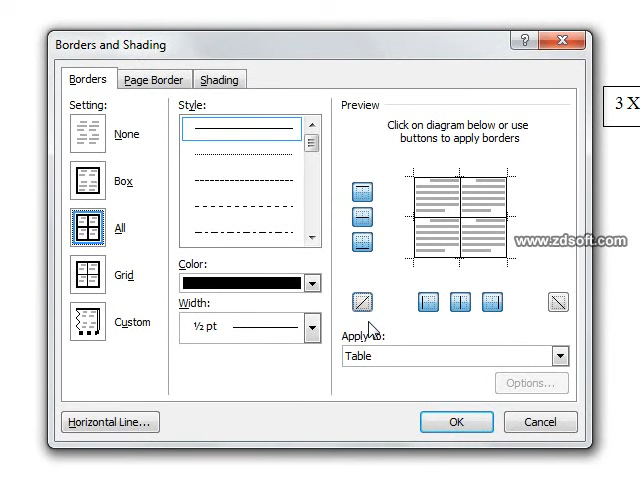 Borders and Shading
?
Borders
Page Border
Shading
3 X
Setting:
None
Box
All
Grid
Custom
Style:
Color:
Width:
½ pt
Preview
Click on diagram below or use
buttons to apply borders
www.zdsoft.com
Apply to:
Table
Options...
Horizontal Line...
OK
Cancel